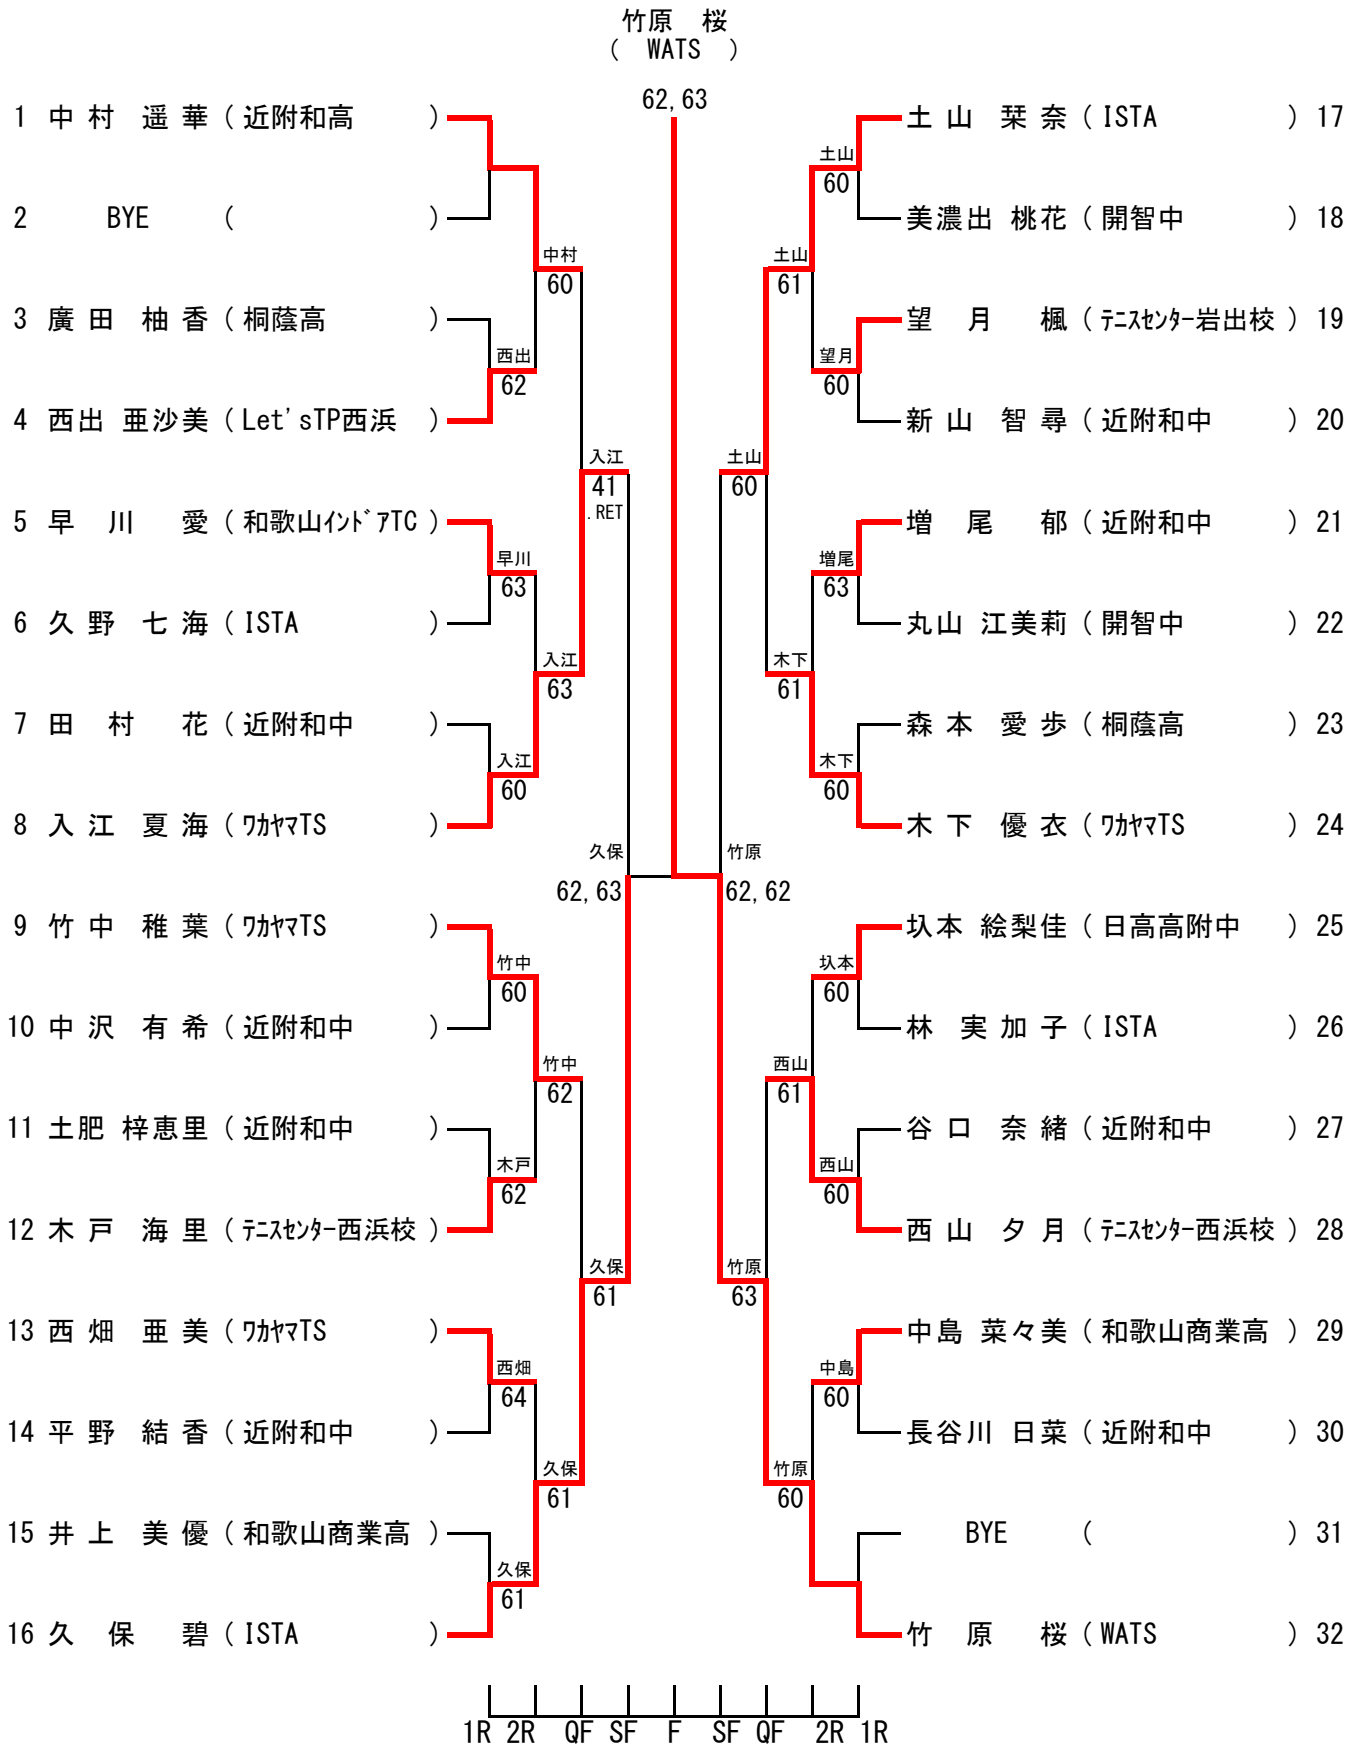 竹原 桜
( WATS )
62,63
1 中村 遥華 (近附和高 )
2 BYE ( )
3 廣田 柚香 (桐蔭高 )
4 西出 亜沙美 (Let'sTP西浜 )
5 早川 愛 (和歌山ｲﾝﾄﾞｱTC )
6 久野 七海 (ISTA )
7 田村 花 (近附和中 )
8 入江 夏海 (ﾜｶﾔﾏTS )
9 竹中 稚葉 (ﾜｶﾔﾏTS )
10 中沢 有希 (近附和中 )
11 土肥 梓恵里 (近附和中 )
12 木戸 海里 (ﾃﾆｽｾﾝﾀｰ西浜校 )
13 西畑 亜美 (ﾜｶﾔﾏTS )
14 平野 結香 (近附和中 )
15 井上 美優 (和歌山商業高 )
16 久保 碧 (ISTA )
西出
62
早川
63
入江
60
竹中
60
木戸
62
西畑
64
久保
61
中村
60
入江
63
竹中
62
久保
61
入江
41
.RET
久保
61
久保
62,63
竹原
62,62
土山
60
竹原
63
土山
61
木下
61
西山
61
竹原
60
土山
60
望月
60
増尾
63
木下
60
圦本
60
西山
60
中島
60
土山 栞奈 (ISTA ) 17
美濃出 桃花 (開智中 ) 18
望月 楓 (ﾃﾆｽｾﾝﾀｰ岩出校 ) 19
新山 智尋 (近附和中 ) 20
増尾 郁 (近附和中 ) 21
丸山 江美莉 (開智中 ) 22
森本 愛歩 (桐蔭高 ) 23
木下 優衣 (ﾜｶﾔﾏTS ) 24
圦本 絵梨佳 (日高高附中 ) 25
林 実加子 (ISTA ) 26
谷口 奈緒 (近附和中 ) 27
西山 夕月 (ﾃﾆｽｾﾝﾀｰ西浜校 ) 28
中島 菜々美 (和歌山商業高 ) 29
長谷川 日菜 (近附和中 ) 30
BYE ( ) 31
竹原 桜 (WATS ) 32
1R 2R QF SF F SF QF 2R 1R